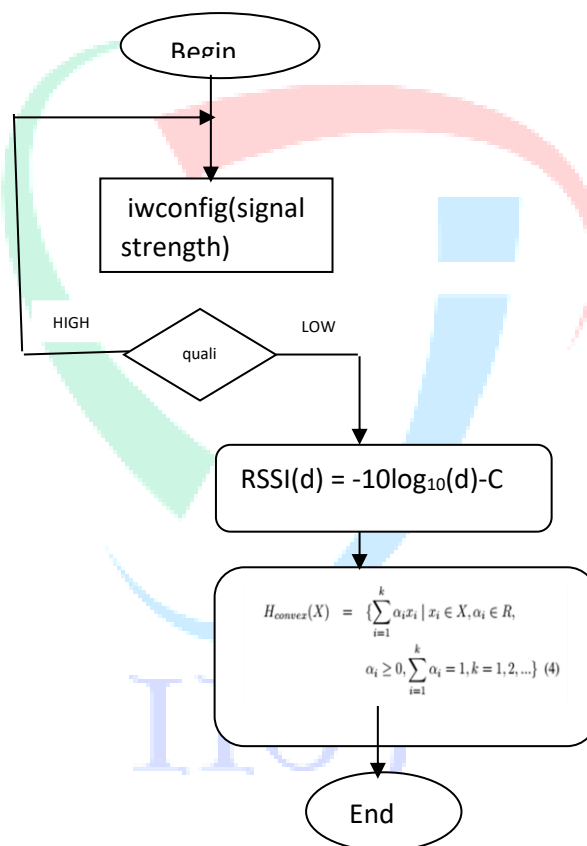 Begin
iwconfig(signal
strength)
HIGH
LOW
quali
RSSI(d) = -10log₁₀(d)-C
H_convex(X) = {∑_{i=1}^{k} α_i x_i | x_i ∈ X, α_i ∈ R,
α_i ≥ 0, ∑_{i=1}^{k} α_i = 1, k = 1, 2, ...} (4)
End